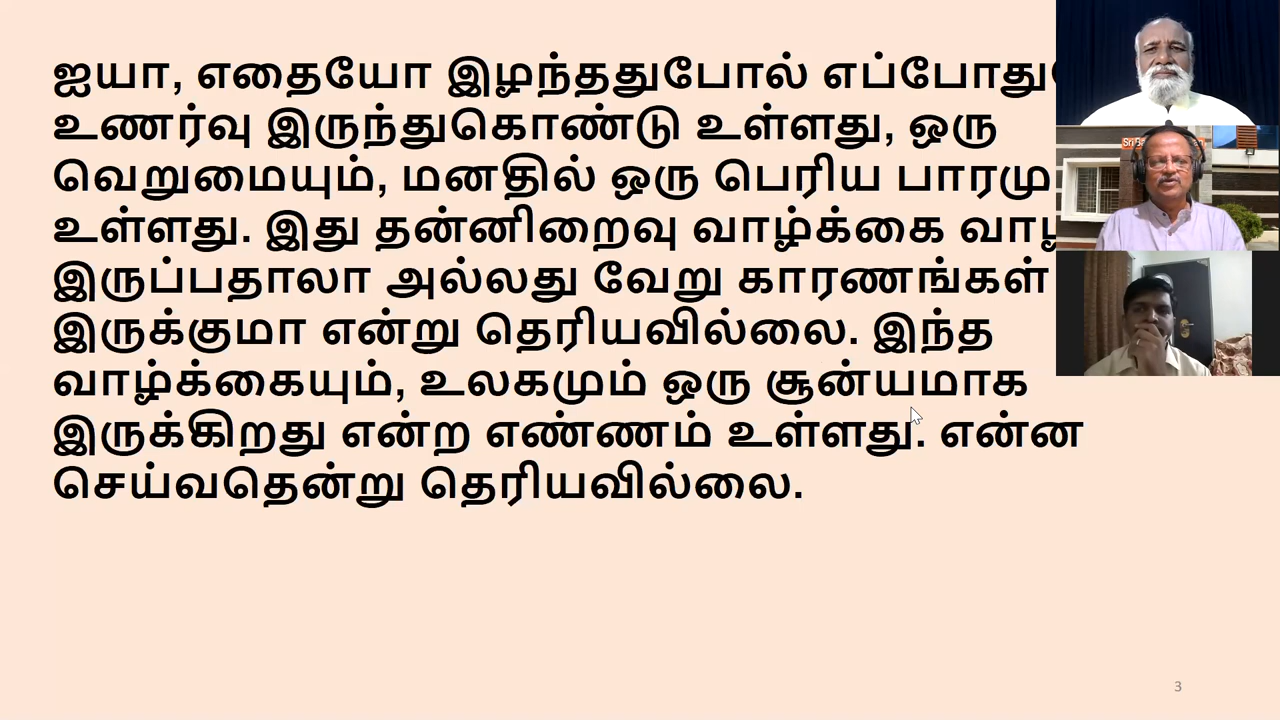 ஐயா, எதையோ இழந்ததுபோல்
உணர்வு இருந்துகொண்டு உள்ளது, ஒரு
வெறுமையும், மனதில் ஒரு பெரிய
உள்ளது. இது தன்னிறைவு வாழ்க்கை
இருப்பதாலா அல்லது வேறு காரணங்கள்
இருக்குமா என்று தெரியவில்லை. இந்த
வாழ்க்கையும், உலகமும் ஒரு சூன்யமாக
இருக்கிறது என்ற எண்ணம் உள்ளது. என்ன
செய்வதென்று தெரியவில்லை.
3